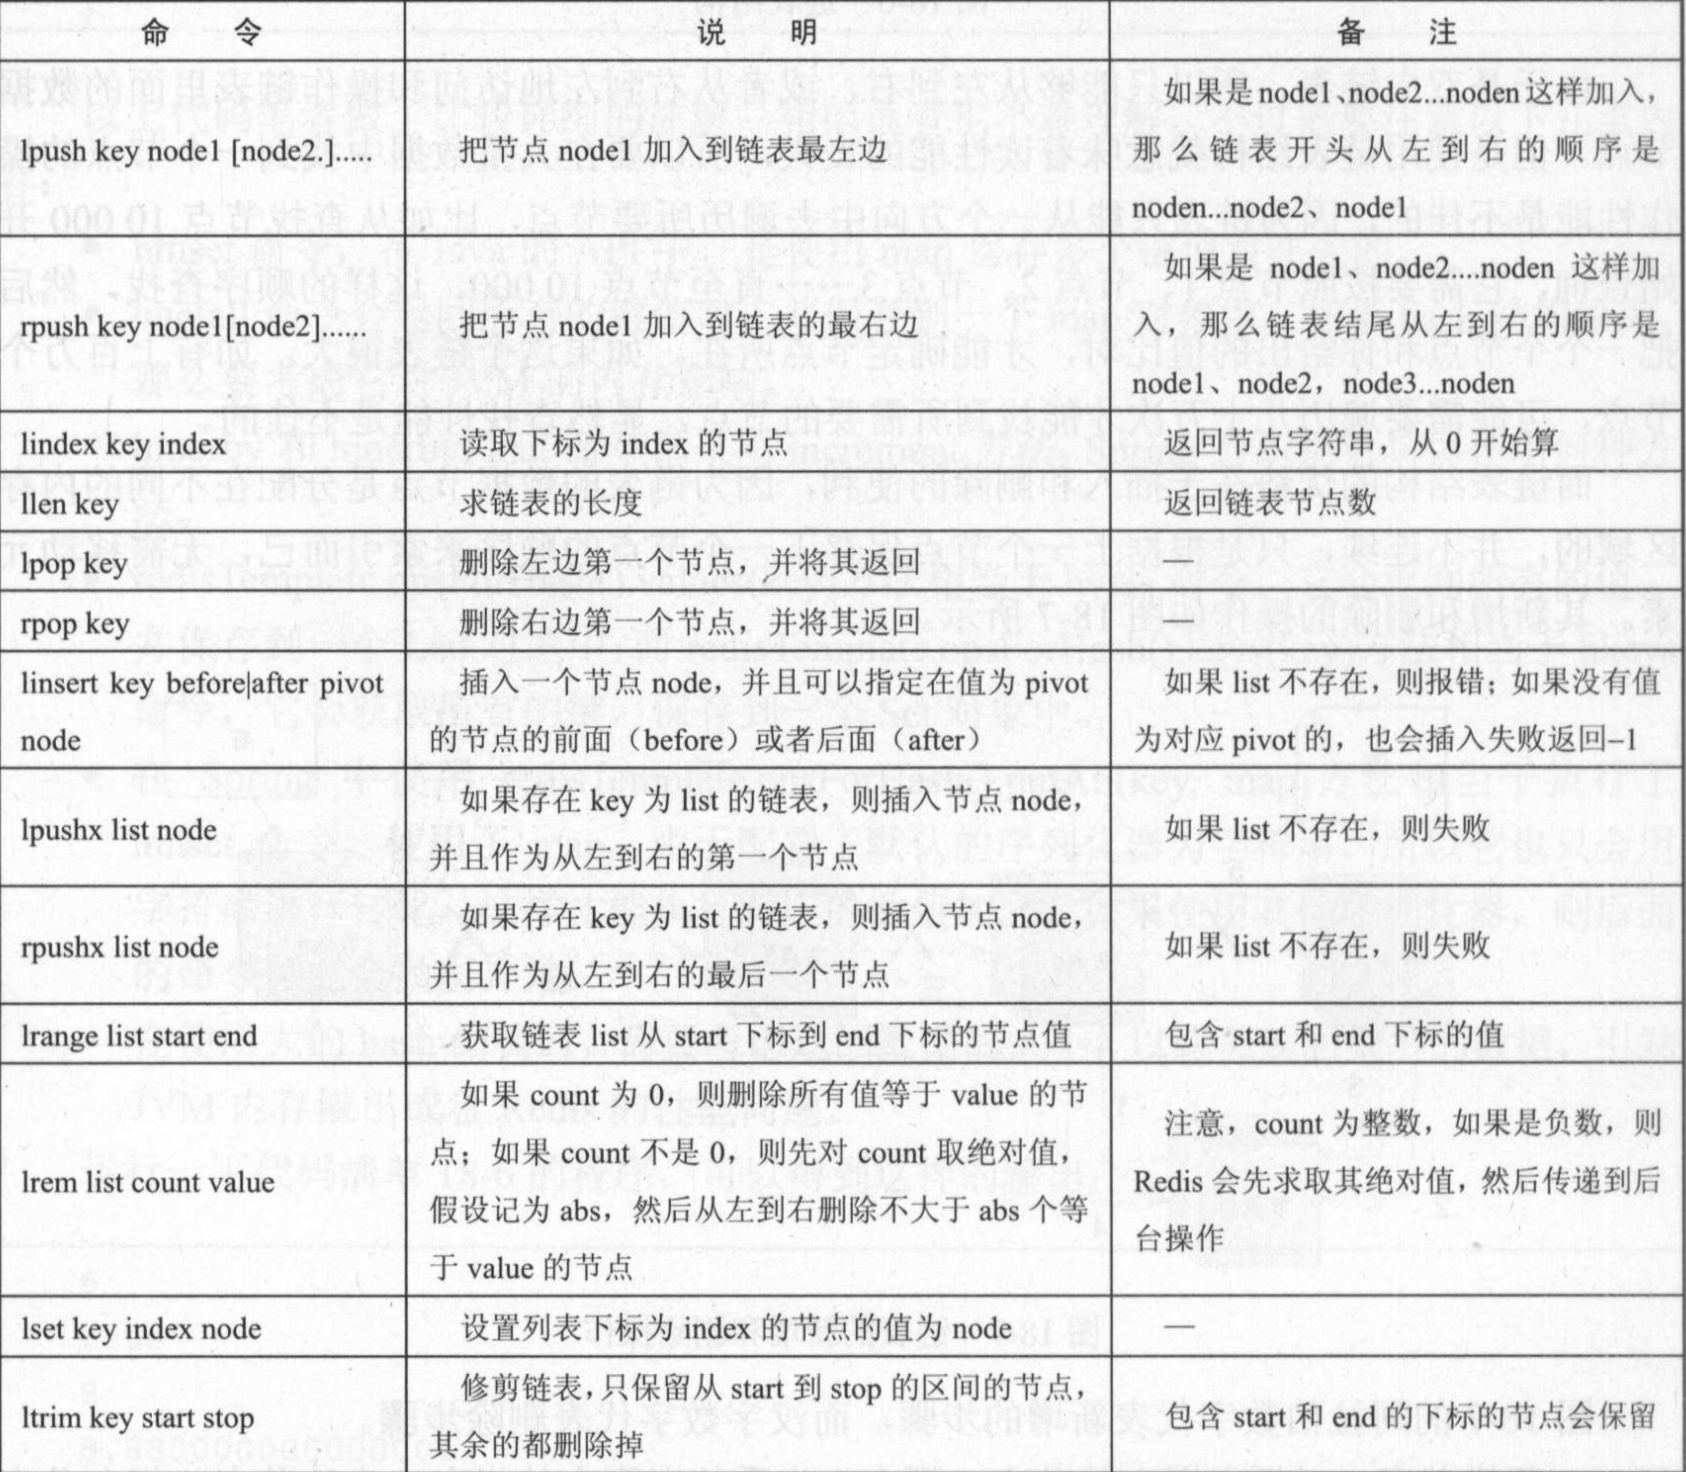 命 令 说 明 备 注
lpush key node1 [node2.].....
把节点 node1 加入到链表最左边
如果是 node1、node2...noden 这样加入，
那么链表开头从左到右的顺序是
noden...node2、node1
rpush key node1[node2]......
把节点 node1 加入到链表的最右边
如果是 node1、node2....noden 这样加
入，那么链表结尾从左到右的顺序是
node1、node2，node3...noden
lindex key index
读取下标为 index 的节点
返回节点字符串，从 0 开始算
llen key
求链表的长度
返回链表节点数
lpop key
删除左边第一个节点，并将其返回
—
rpop key
删除右边第一个节点，并将其返回
—
linsert key before|after pivot
node
插入一个节点 node，并且可以指定在值为 pivot
的节点的前面（before）或者后面（after）
如果 list 不存在，则报错；如果没有值
为对应 pivot 的，也会插入失败返回–1
lpushx list node
如果存在 key 为 list 的链表，则插入节点 node，
并且作为从左到右的第一个节点
如果 list 不存在，则失败
rpushx list node
如果存在 key 为 list 的链表，则插入节点 node，
并且作为从左到右的最后一个节点
如果 list 不存在，则失败
lrange list start end
获取链表 list 从 start 下标到 end 下标的节点值
包含 start 和 end 下标的值
lrem list count value
如果 count 为 0，则删除所有值等于 value 的节
点；如果 count 不是 0，则先对 count 取绝对值，
假设记为 abs，然后从左到右删除不大于 abs 个等
于 value 的节点
注意，count 为整数，如果是负数，则
Redis 会先求取其绝对值，然后传递到后
台操作
lset key index node
设置列表下标为 index 的节点的值为 node
—
ltrim key start stop
修剪链表，只保留从 start 到 stop 的区间的节点，
其余的都删除掉
包含 start 和 end 的下标的节点会保留